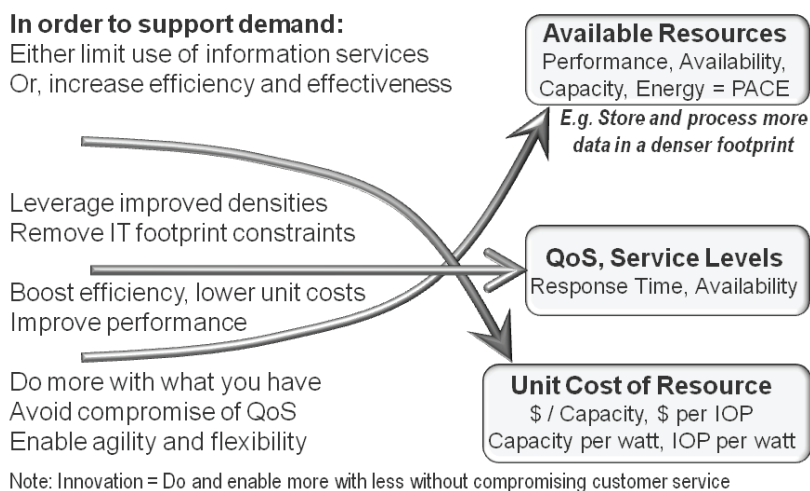 In order to support demand:
Either limit use of information services
Or, increase efficiency and effectiveness
Available Resources
Performance, Availability,
Capacity, Energy = PACE
E.g. Store and process more
data in a denser footprint
Leverage improved densities
Remove IT footprint constraints
QoS, Service Levels
Response Time, Availability
Boost efficiency, lower unit costs
Improve performance
Do more with what you have
Avoid compromise of QoS
Enable agility and flexibility
Unit Cost of Resource
$ / Capacity, $ per IOP
Capacity per watt, IOP per watt
Note: Innovation = Do and enable more with less without compromising customer service